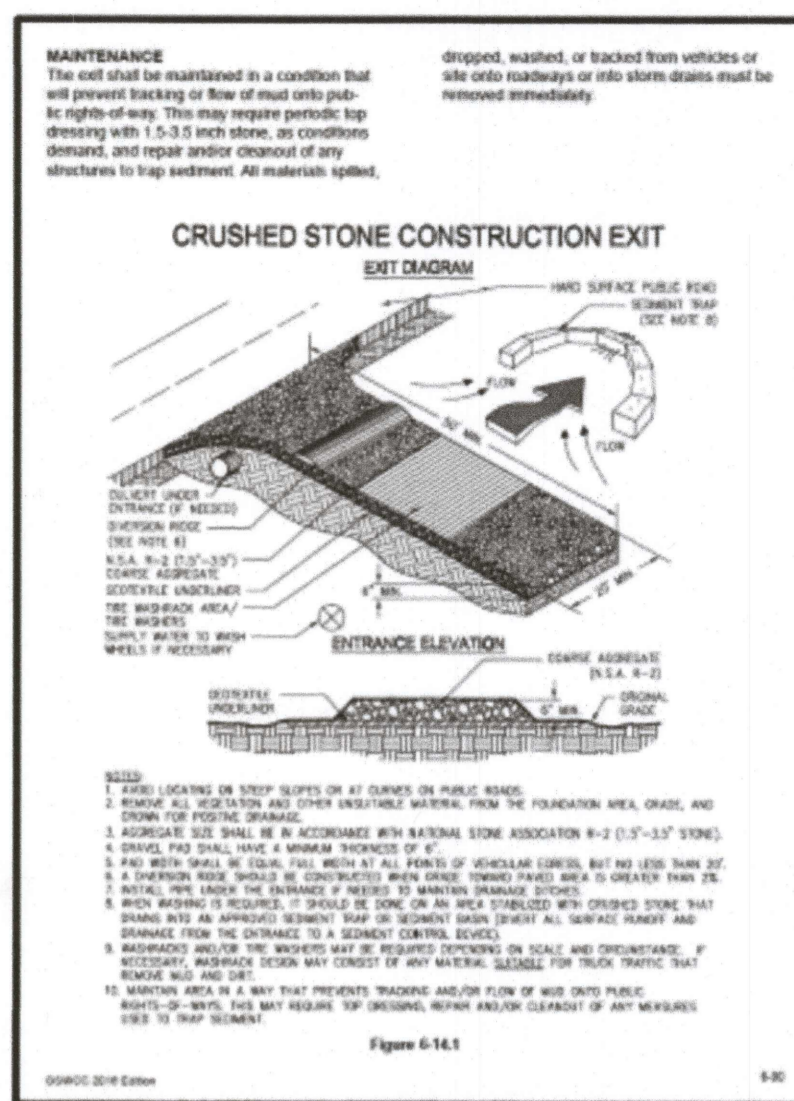 MAINTENANCE
The exit shall be maintained in a condition that
will prevent tracking or flow of mud onto pub-
lic rights-of-way. This may require periodic top
dressing with 1.5-3.5 inch stone, as conditions
demand, and repair and/or cleanout of any
structures to trap sediment. All materials spilled,
dropped, washed, or tracked from vehicles or
site onto roadways or into storm drains must be
removed immediately.
CRUSHED STONE CONSTRUCTION EXIT
EXIT DIAGRAM
HARD SURFACE PUBLIC ROAD
SEDIMENT TRAP
(SEE NOTE 8)
FLOW
50' MIN.
FLOW
CULVERT UNDER
ENTRANCE (IF NEEDED)
DIVERSION RIDGE
(SEE NOTE 6)
N.S.A. R-2 (1.5"-3.5")
COARSE AGGREGATE
GEOTEXTILE UNDERLINER
TIRE WASHRACK AREA/
TIRE WASHERS
SUPPLY WATER TO WASH
WHEELS IF NECESSARY
6" MIN.
20' MIN.
ENTRANCE ELEVATION
COARSE AGGREGATE
(N.S.A. R-2)
GEOTEXTILE
UNDERLINER
6" MIN.
ORIGINAL
GRADE
NOTES:
1. AVOID LOCATING ON STEEP SLOPES OR AT CURVES ON PUBLIC ROADS.
2. REMOVE ALL VEGETATION AND OTHER UNSUITABLE MATERIAL FROM THE FOUNDATION AREA, GRADE, AND
CROWN FOR POSITIVE DRAINAGE.
3. AGGREGATE SIZE SHALL BE IN ACCORDANCE WITH NATIONAL STONE ASSOCIATION R-2 (1.5"-3.5" STONE).
4. GRAVEL PAD SHALL HAVE A MINIMUM THICKNESS OF 6".
5. PAD WIDTH SHALL BE EQUAL FULL WIDTH AT ALL POINTS OF VEHICULAR EGRESS, BUT NO LESS THAN 20'.
6. A DIVERSION RIDGE SHOULD BE CONSTRUCTED WHEN GRADE TOWARD PAVED AREA IS GREATER THAN 2%.
7. INSTALL PIPE UNDER THE ENTRANCE IF NEEDED TO MAINTAIN DRAINAGE DITCHES.
8. WHEN WASHING IS REQUIRED, IT SHOULD BE DONE ON AN AREA STABILIZED WITH CRUSHED STONE THAT
DRAINS INTO AN APPROVED SEDIMENT TRAP OR SEDIMENT BASIN (DIVERT ALL SURFACE RUNOFF AND
DRAINAGE FROM THE ENTRANCE TO A SEDIMENT CONTROL DEVICE).
9. WASHRACKS AND/OR TIRE WASHERS MAY BE REQUIRED DEPENDING ON SCALE AND CIRCUMSTANCE. IF
NECESSARY, WASHRACK DESIGN MAY CONSIST OF ANY MATERIAL SUITABLE FOR TRUCK TRAFFIC THAT
REMOVE MUD AND DIRT.
10. MAINTAIN AREA IN A WAY THAT PREVENTS TRACKING AND/OR FLOW OF MUD ONTO PUBLIC
RIGHTS-OF-WAYS. THIS MAY REQUIRE TOP DRESSING, REPAIR AND/OR CLEANOUT OF ANY MEASURES
USED TO TRAP SEDIMENT.
Figure 6-14.1
GSWCC 2016 Edition
6-90